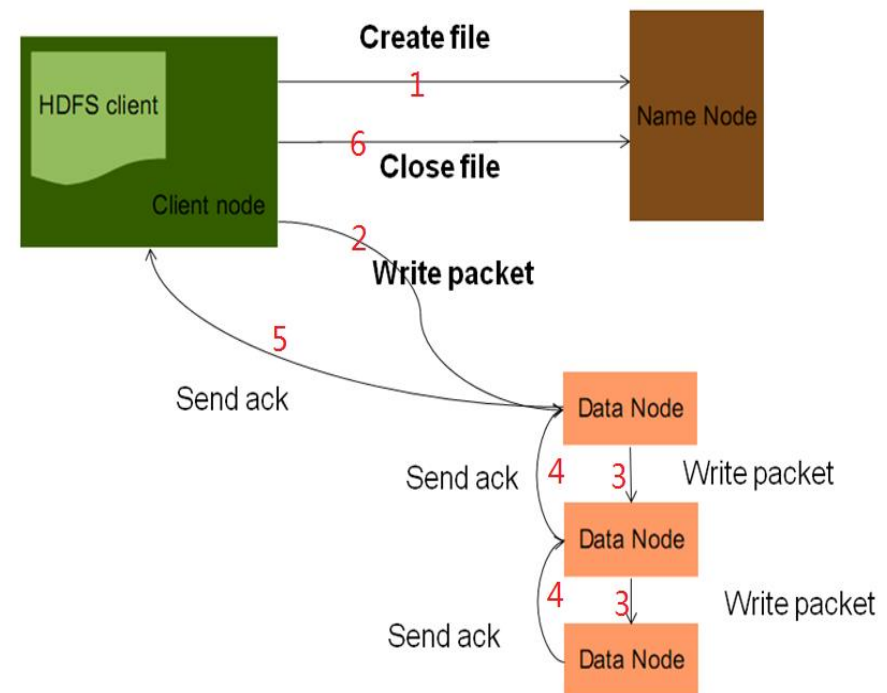 Create file
1
HDFS client
Name Node
6
Close file
Client node
2
Write packet
5
Send ack
Data Node
Send ack
4
3
Write packet
Data Node
4
3
Write packet
Send ack
Data Node